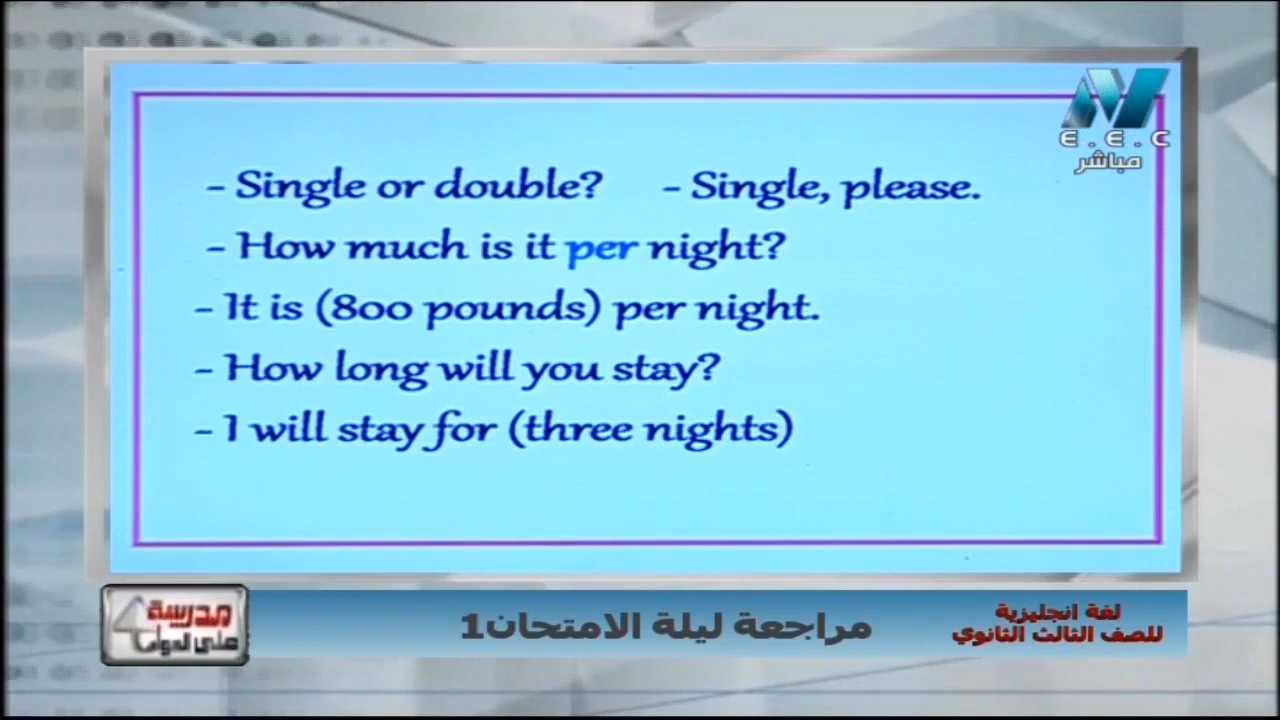 E.E.C
مباشر
- Single or double? - Single, please.
- How much is it per night?
- It is (800 pounds) per night.
- How long will you stay?
- I will stay for (three nights)
مدرسة
على الهواء
مراجعة ليلة الامتحان1
لغة انجليزية
للصف الثالث الثانوي